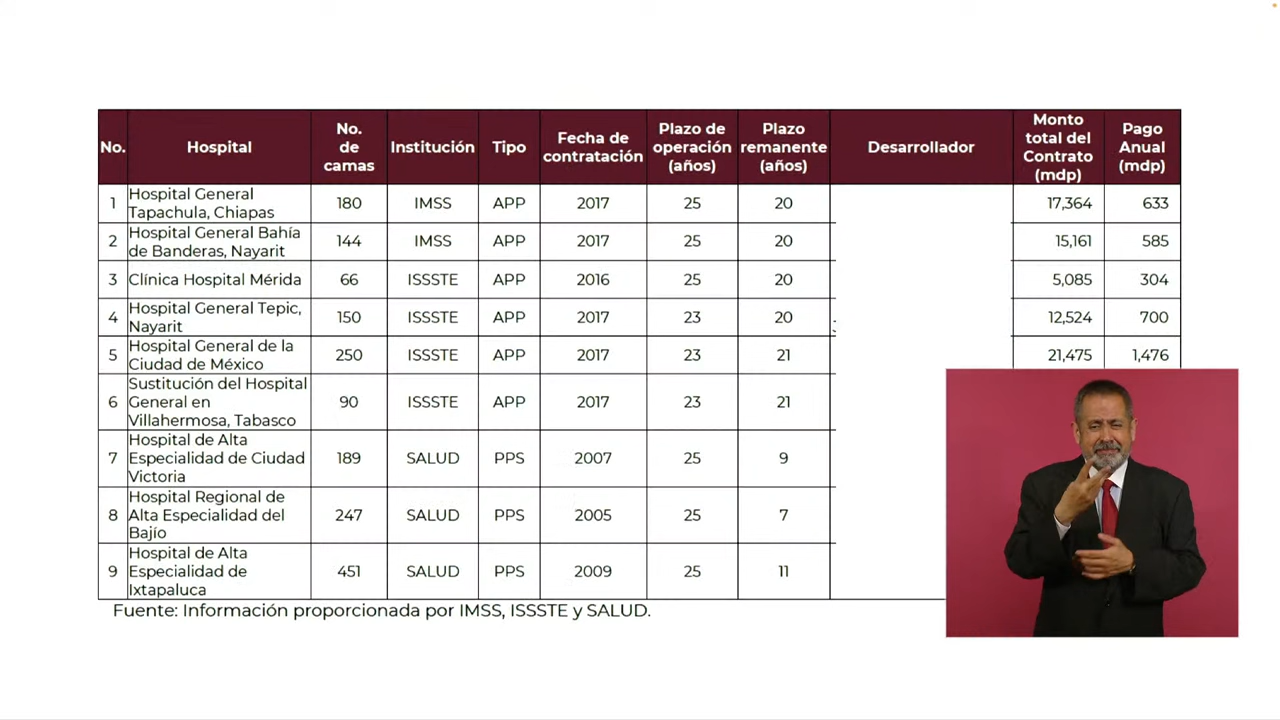 No. Hospital No. de camas Institución Tipo Fecha de contratación Plazo de operación (años) Plazo remanente (años) Desarrollador Monto total del Contrato (mdp) Pago Anual (mdp)
1 Hospital General Tapachula, Chiapas 180 IMSS APP 2017 25 20 17,364 633
2 Hospital General Bahía de Banderas, Nayarit 144 IMSS APP 2017 25 20 15,161 585
3 Clínica Hospital Mérida 66 ISSSTE APP 2016 25 20 5,085 304
4 Hospital General Tepic, Nayarit 150 ISSSTE APP 2017 23 20 12,524 700
5 Hospital General de la Ciudad de México 250 ISSSTE APP 2017 23 21 21,475 1,476
6 Sustitución del Hospital General en Villahermosa, Tabasco 90 ISSSTE APP 2017 23 21
7 Hospital de Alta Especialidad de Ciudad Victoria 189 SALUD PPS 2007 25 9
8 Hospital Regional de Alta Especialidad del Bajío 247 SALUD PPS 2005 25 7
9 Hospital de Alta Especialidad de Ixtapaluca 451 SALUD PPS 2009 25 11
Fuente: Información proporcionada por IMSS, ISSSTE y SALUD.